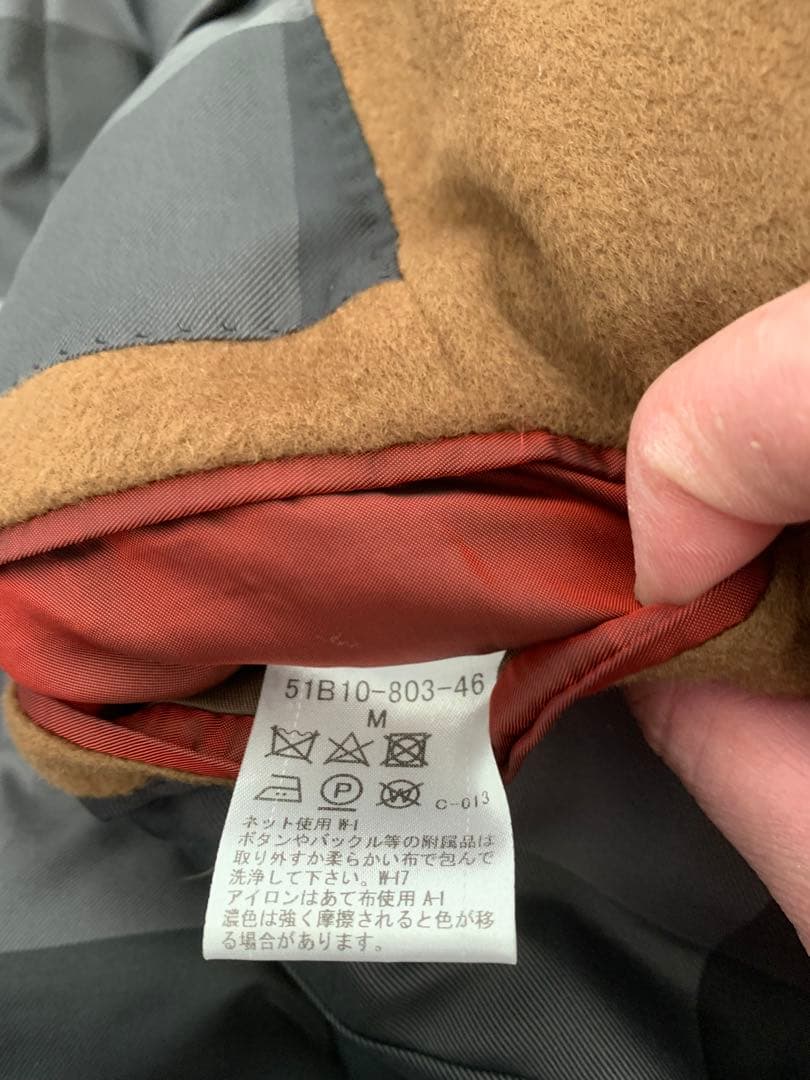 51B10-803-46
M
P W C-013
ネット使用 W-1
ボタンやバックル等の附属品は
取り外すか柔らかい布で包んで
洗浄して下さい。W-17
アイロンはあて布使用 A-1
濃色は強く摩擦されると色が移
る場合があります。